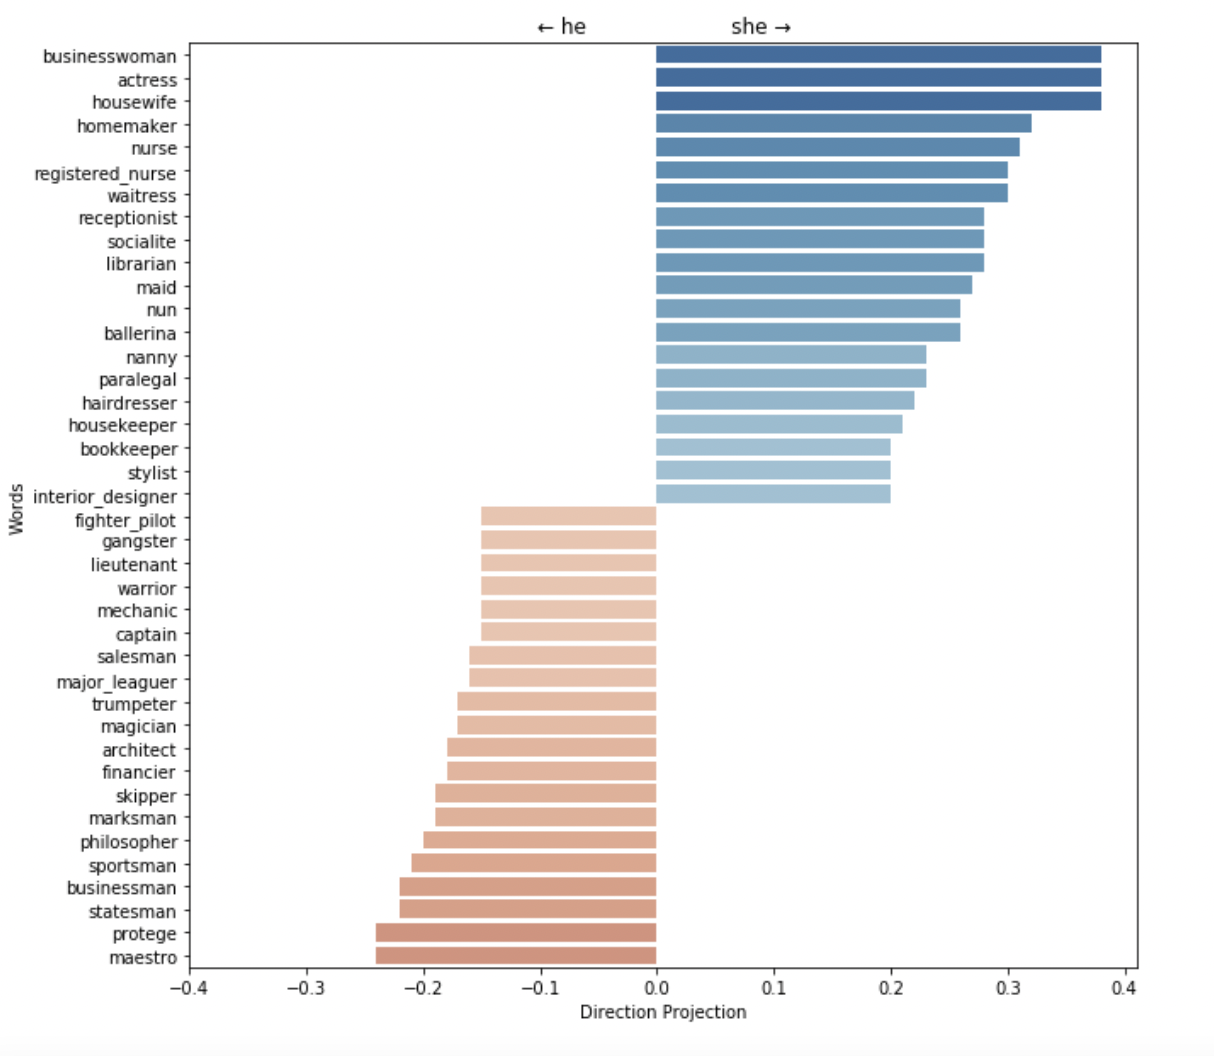 ← he she →
businesswoman
actress
housewife
homemaker
nurse
registered_nurse
waitress
receptionist
socialite
librarian
maid
nun
ballerina
nanny
paralegal
hairdresser
housekeeper
bookkeeper
stylist
interior_designer
fighter_pilot
gangster
lieutenant
warrior
mechanic
captain
salesman
major_leaguer
trumpeter
magician
architect
financier
skipper
marksman
philosopher
sportsman
businessman
statesman
protege
maestro
Words
−0.4 −0.3 −0.2 −0.1 0.0 0.1 0.2 0.3 0.4
Direction Projection